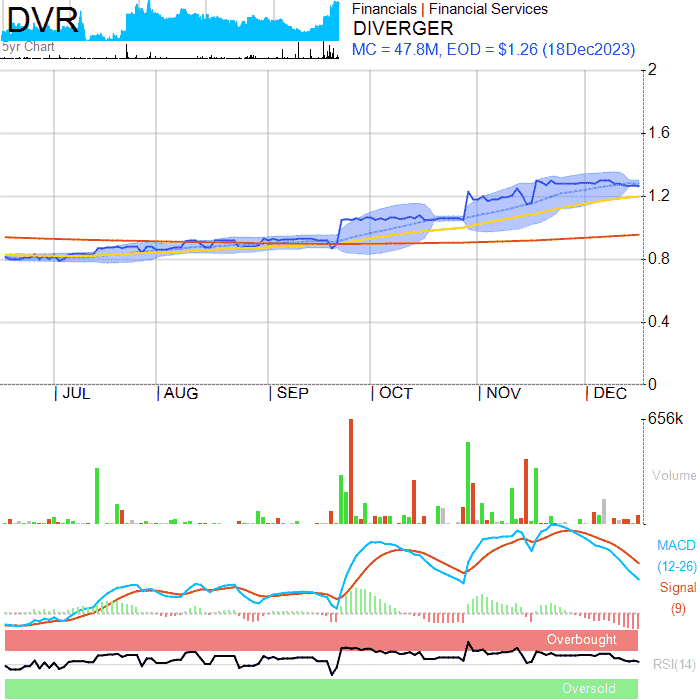 DVR
5yr Chart
Financials | Financial Services
DIVERGER
MC = 47.8M, EOD = $1.26 (18Dec2023)
2
1.6
1.2
0.8
0.4
0
JUL AUG SEP OCT NOV DEC
656k
Volume
MACD
(12-26)
Signal
(9)
Overbought
RSI(14)
Oversold